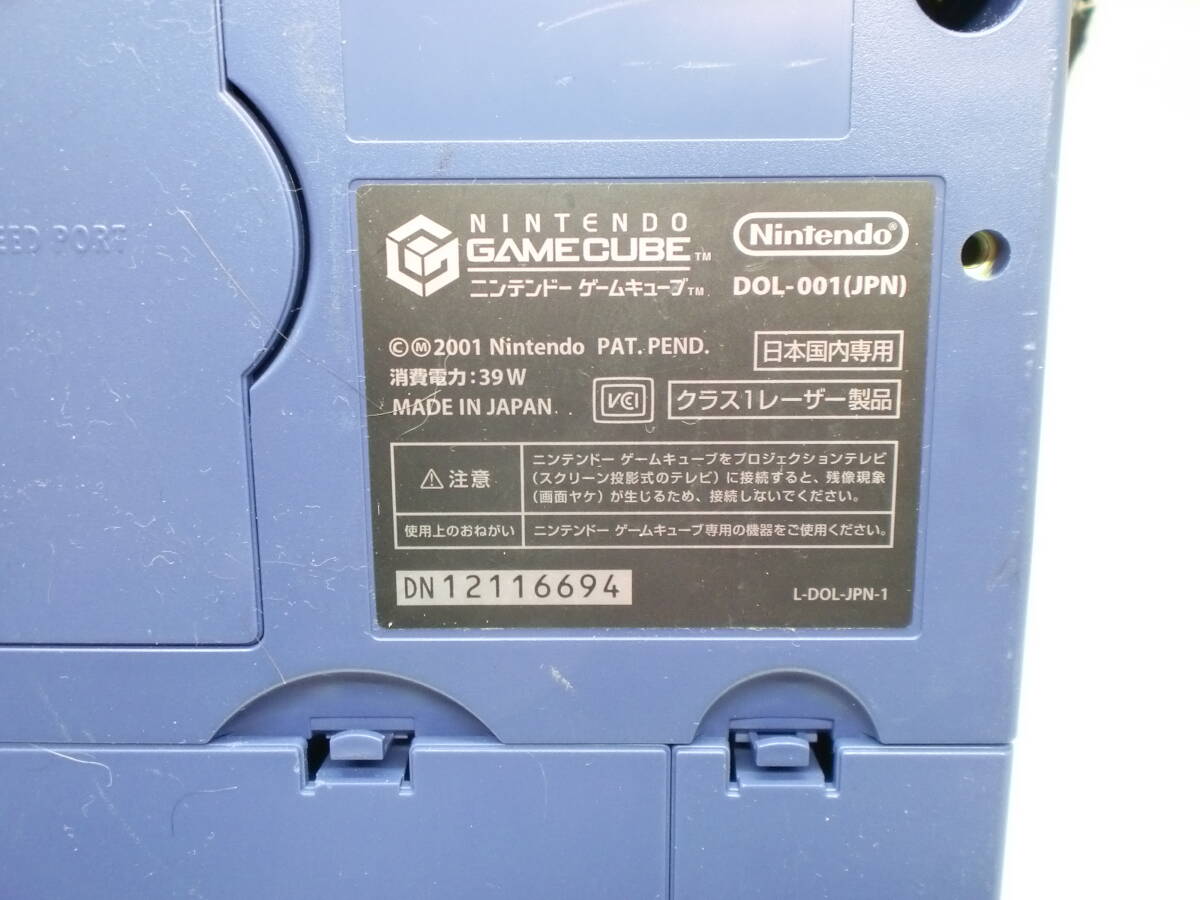 EED PORT
NINTENDO
GAMECUBE™
ニンテンドー ゲームキューブ™
Nintendo®
DOL-001(JPN)
©Ⓜ2001 Nintendo PAT. PEND.
日本国内専用
消費電力:39W
MADE IN JAPAN
VCI
クラス1レーザー製品
⚠注意
ニンテンドー ゲームキューブをプロジェクションテレビ
(スクリーン投影式のテレビ)に接続すると、残像現象
(画面ヤケ)が生じるため、接続しないでください。
使用上のおねがい
ニンテンドー ゲームキューブ専用の機器をご使用ください。
DN12116694
L-DOL-JPN-1